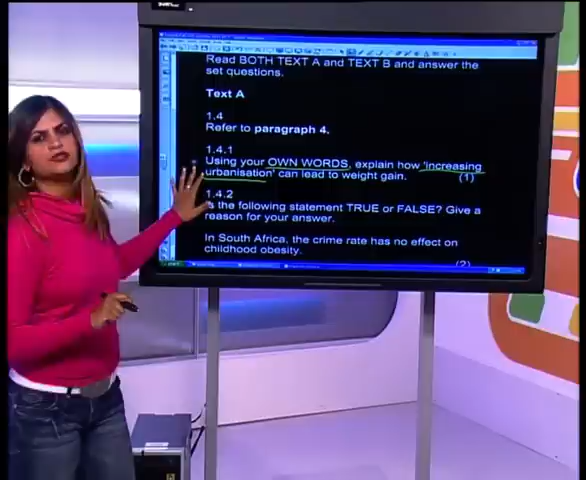 Read BOTH TEXT A and TEXT B and answer the
set questions.
Text A
1.4
Refer to paragraph 4.
1.4.1
Using your OWN WORDS, explain how 'increasing
urbanisation' can lead to weight gain.
(1)
1.4.2
Is the following statement TRUE or FALSE? Give a
reason for your answer.
In South Africa, the crime rate has no effect on
childhood obesity.
(2)